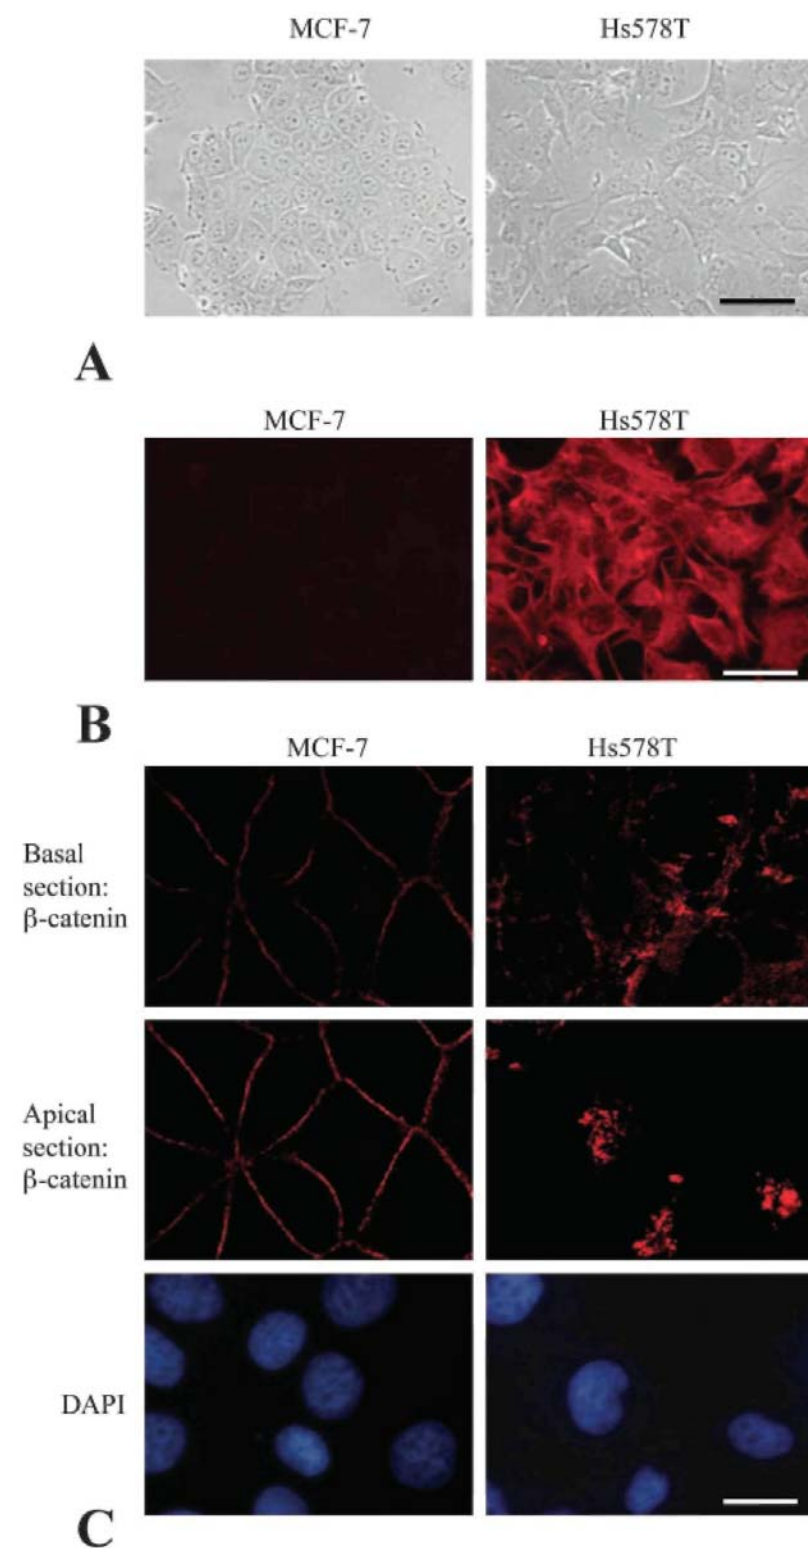 MCF-7 Hs578T
A
MCF-7 Hs578T
B
MCF-7 Hs578T
Basal
section:
β-catenin
Apical
section:
β-catenin
DAPI
C